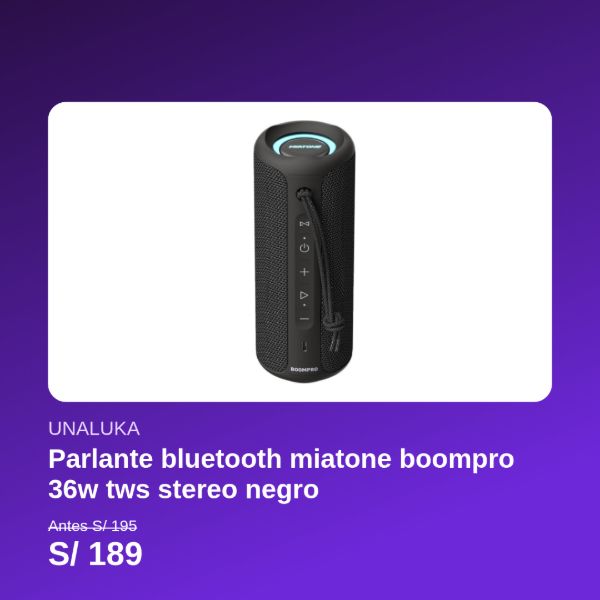 MIATONE
BOOMPRO
UNALUKA
Parlante bluetooth miatone boompro
36w tws stereo negro
Antes S/ 195
S/ 189